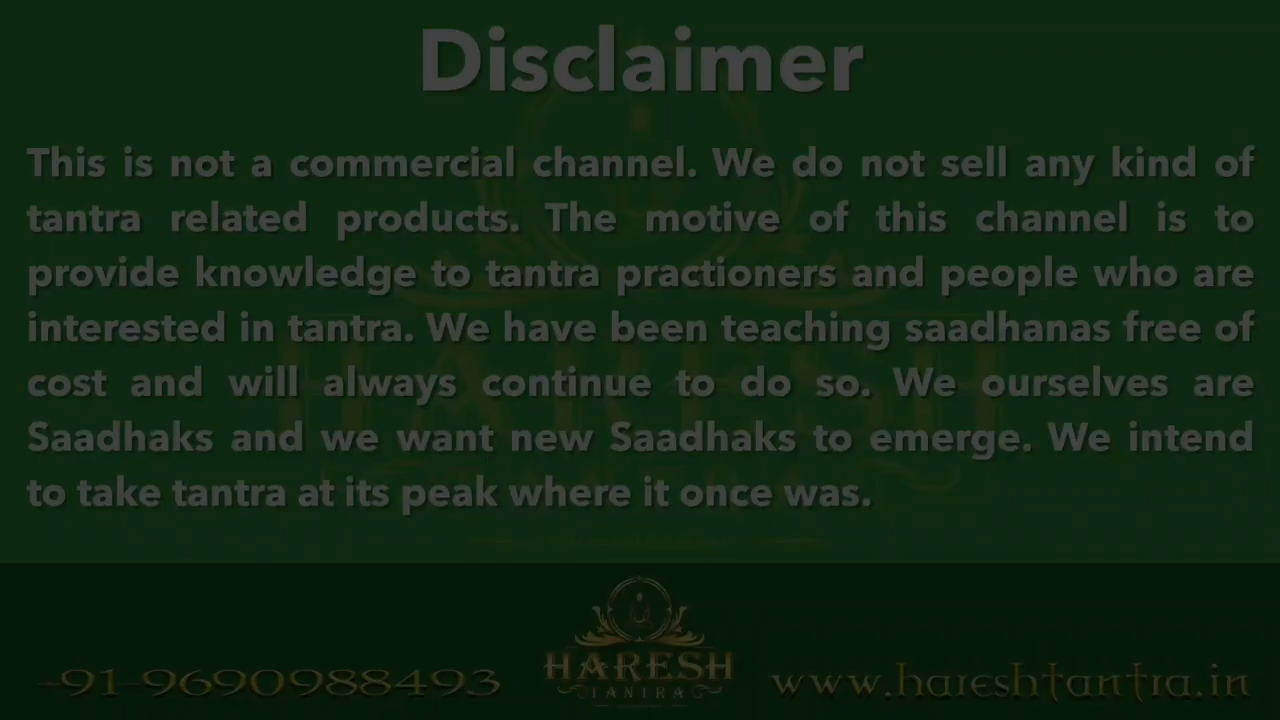 Disclaimer
This is not a commercial channel. We do not sell any kind of
tantra related products. The motive of this channel is to
provide knowledge to tantra practioners and people who are
interested in tantra. We have been teaching saadhanas free of
cost and will always continue to do so. We ourselves are
Saadhaks and we want new Saadhaks to emerge. We intend
to take tantra at its peak where it once was.
+91-9690988493
HARESH
TANTRA
www.hareshtantra.in